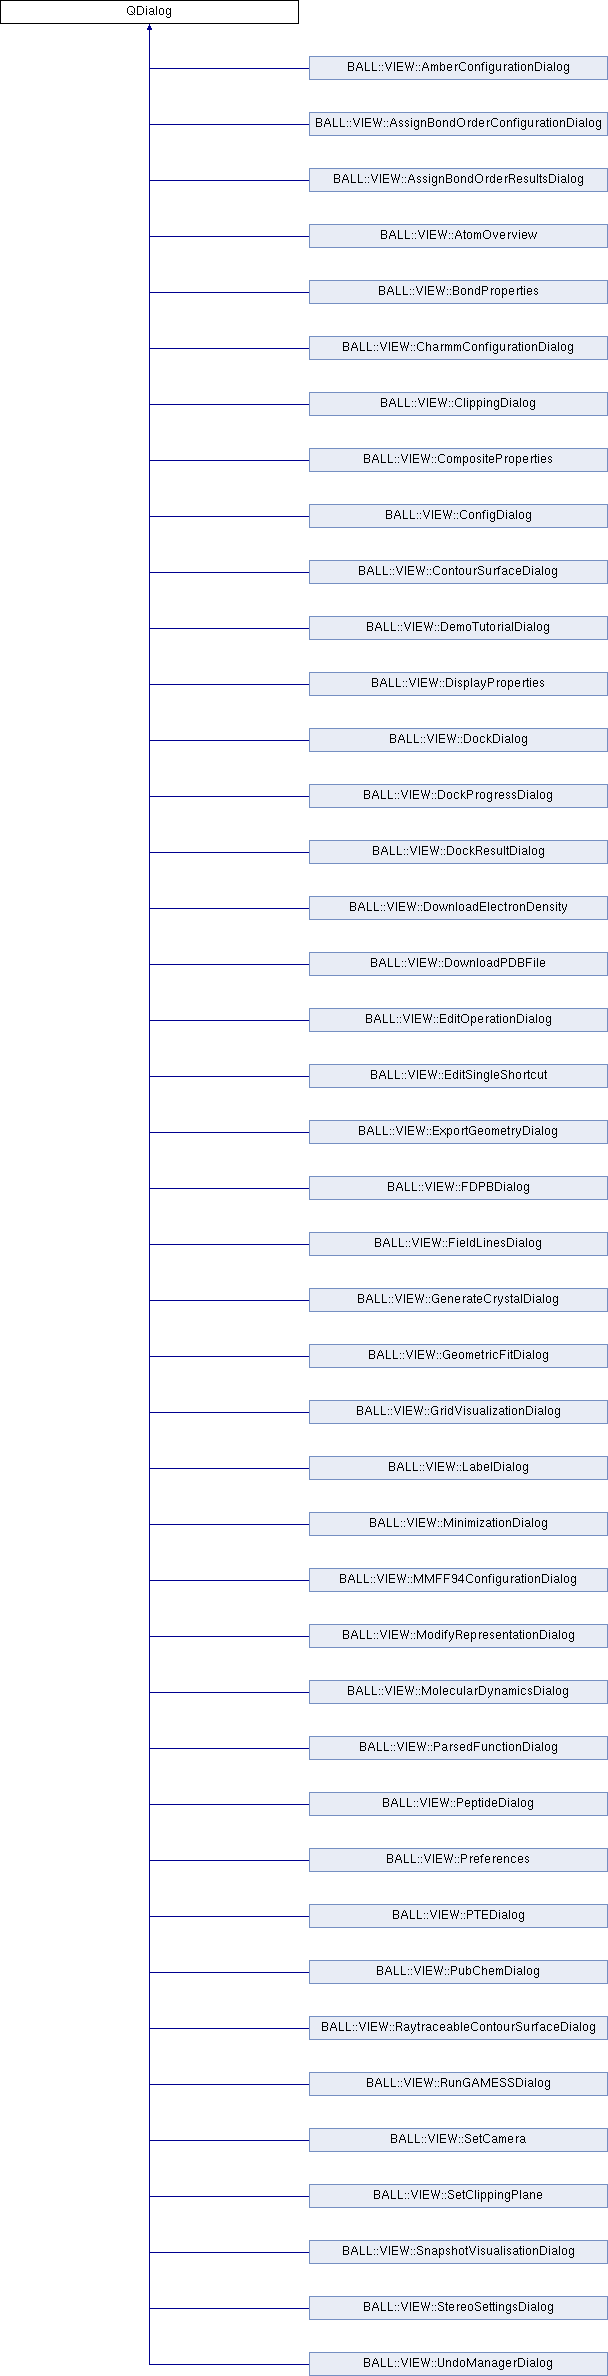 QDialog
BALL::VIEW::AmberConfigurationDialog
BALL::VIEW::AssignBondOrderConfigurationDialog
BALL::VIEW::AssignBondOrderResultsDialog
BALL::VIEW::AtomOverview
BALL::VIEW::BondProperties
BALL::VIEW::CharmmConfigurationDialog
BALL::VIEW::ClippingDialog
BALL::VIEW::CompositeProperties
BALL::VIEW::ConfigDialog
BALL::VIEW::ContourSurfaceDialog
BALL::VIEW::DemoTutorialDialog
BALL::VIEW::DisplayProperties
BALL::VIEW::DockDialog
BALL::VIEW::DockProgressDialog
BALL::VIEW::DockResultDialog
BALL::VIEW::DownloadElectronDensity
BALL::VIEW::DownloadPDBFile
BALL::VIEW::EditOperationDialog
BALL::VIEW::EditSingleShortcut
BALL::VIEW::ExportGeometryDialog
BALL::VIEW::FDPBDialog
BALL::VIEW::FieldLinesDialog
BALL::VIEW::GenerateCrystalDialog
BALL::VIEW::GeometricFitDialog
BALL::VIEW::GridVisualizationDialog
BALL::VIEW::LabelDialog
BALL::VIEW::MinimizationDialog
BALL::VIEW::MMFF94ConfigurationDialog
BALL::VIEW::ModifyRepresentationDialog
BALL::VIEW::MolecularDynamicsDialog
BALL::VIEW::ParsedFunctionDialog
BALL::VIEW::PeptideDialog
BALL::VIEW::Preferences
BALL::VIEW::PTEDialog
BALL::VIEW::PubChemDialog
BALL::VIEW::RaytraceableContourSurfaceDialog
BALL::VIEW::RunGAMESSDialog
BALL::VIEW::SetCamera
BALL::VIEW::SetClippingPlane
BALL::VIEW::SnapshotVisualisationDialog
BALL::VIEW::StereoSettingsDialog
BALL::VIEW::UndoManagerDialog